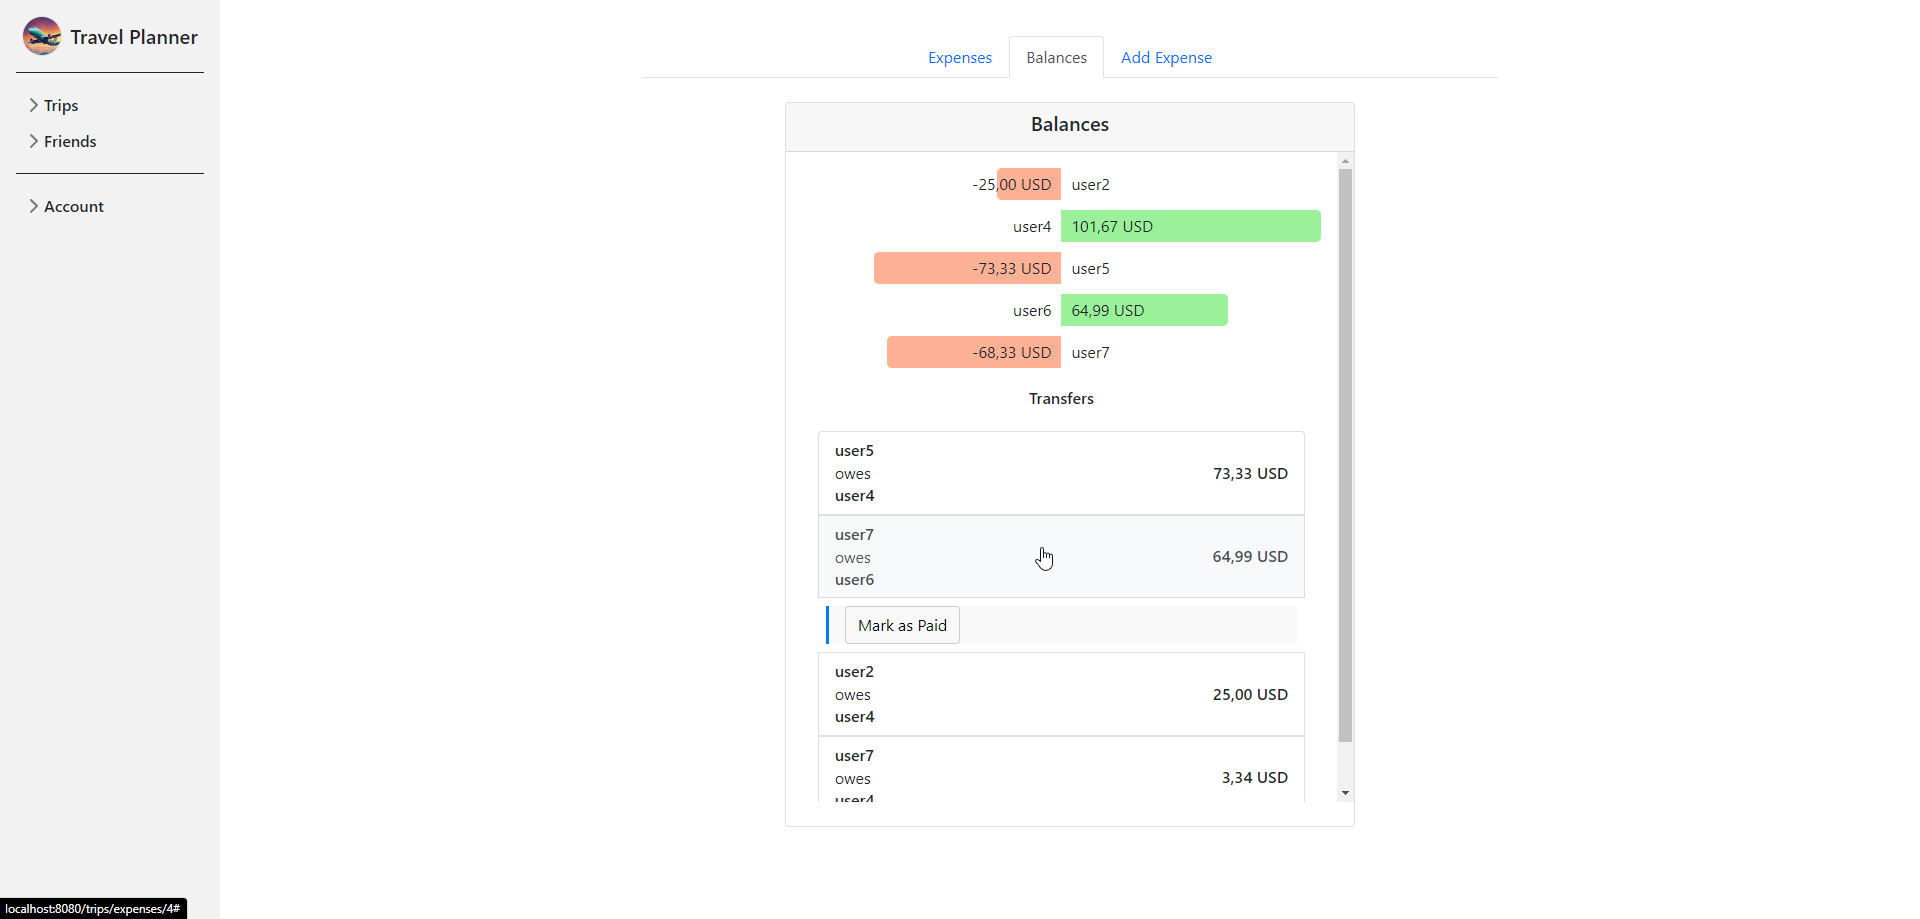 Travel Planner
Trips
Friends
Account
Expenses
Balances
Add Expense
Balances
-25,00 USD user2
user4 101,67 USD
-73,33 USD user5
user6 64,99 USD
-68,33 USD user7
Transfers
user5
owes 73,33 USD
user4
user7
owes 64,99 USD
user6
Mark as Paid
user2
owes 25,00 USD
user4
user7
owes 3,34 USD
user4
localhost:8080/trips/expenses/4#